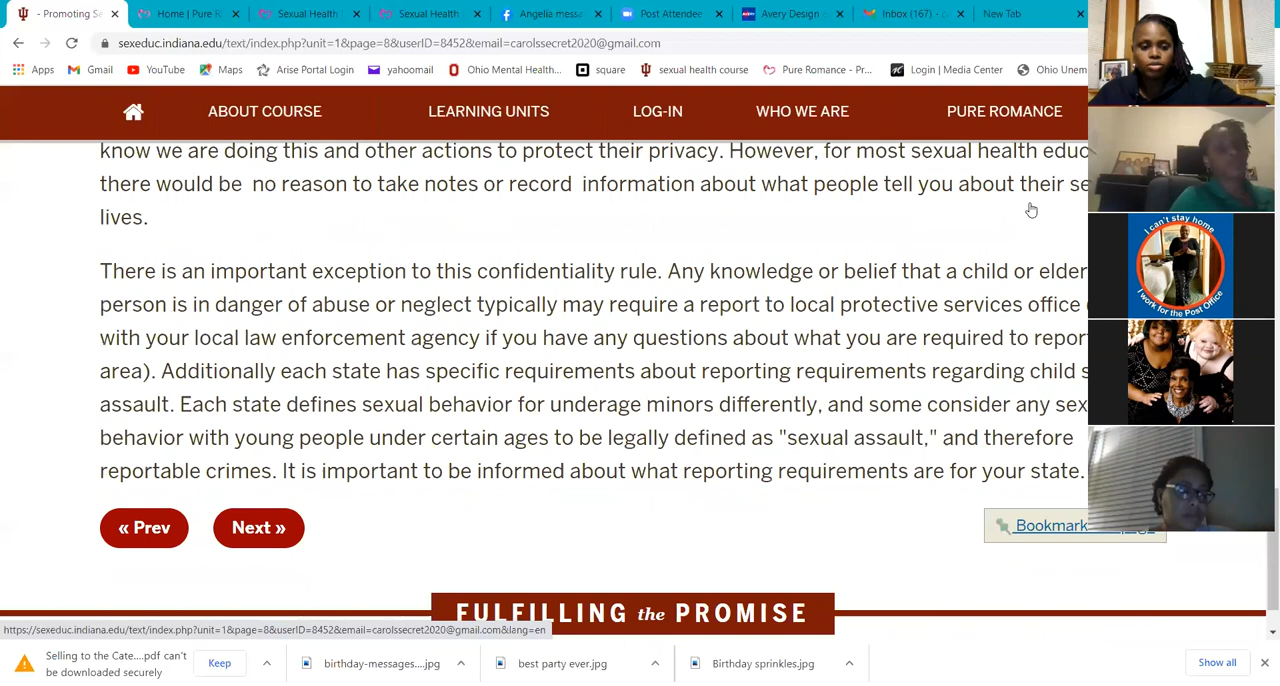 - Promoting Se
Home | Pure R
Sexual Health
Sexual Health
Angelia mess
Post Attendee
Avery Design
Inbox (167) -
New Tab
sexeduc.indiana.edu/text/index.php?unit=1&page=8&userID=8452&email=carolssecret2020@gmail.com
Apps
Gmail
YouTube
Maps
Arise Portal Login
yahoomail
Ohio Mental Health...
square
sexual health course
Pure Romance - Pr...
Login | Media Center
Ohio Unem
ABOUT COURSE
LEARNING UNITS
LOG-IN
WHO WE ARE
PURE ROMANCE
know we are doing this and other actions to protect their privacy. However, for most sexual health educ
there would be no reason to take notes or record information about what people tell you about their se
lives.
There is an important exception to this confidentiality rule. Any knowledge or belief that a child or elder
person is in danger of abuse or neglect typically may require a report to local protective services office
with your local law enforcement agency if you have any questions about what you are required to repor
area). Additionally each state has specific requirements about reporting requirements regarding child s
assault. Each state defines sexual behavior for underage minors differently, and some consider any sex
behavior with young people under certain ages to be legally defined as "sexual assault," and therefore
reportable crimes. It is important to be informed about what reporting requirements are for your state.
« Prev
Next »
Bookmark
FULFILLING the PROMISE
https://sexeduc.indiana.edu/text/index.php?unit=1&page=8&userID=8452&email=carolssecret2020@gmail.com&lang=en
Selling to the Cate....pdf can't
be downloaded securely
Keep
birthday-messages....jpg
best party ever.jpg
Birthday sprinkles.jpg
Show all
I can't stay home
I work for the Post Office